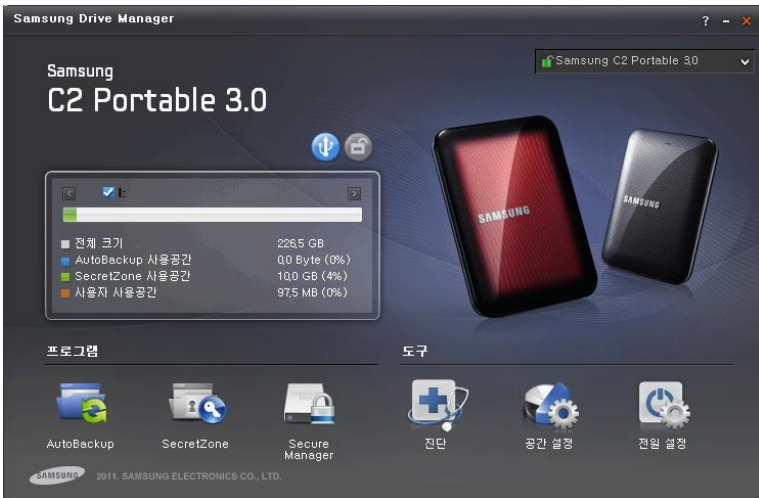 Samsung Drive Manager
? -
Samsung C2 Portable 3.0
Samsung
C2 Portable 3.0
I:
전체 크기 226.5 GB
AutoBackup 사용공간 0.0 Byte (0%)
SecretZone 사용공간 10.0 GB (4%)
사용자 사용공간 97.5 MB (0%)
SAMSUNG
SAMSUNG
프로그램
도구
AutoBackup
SecretZone
Secure
Manager
진단
공간 설정
전원 설정
SAMSUNG 2011. SAMSUNG ELECTRONICS CO., LTD.